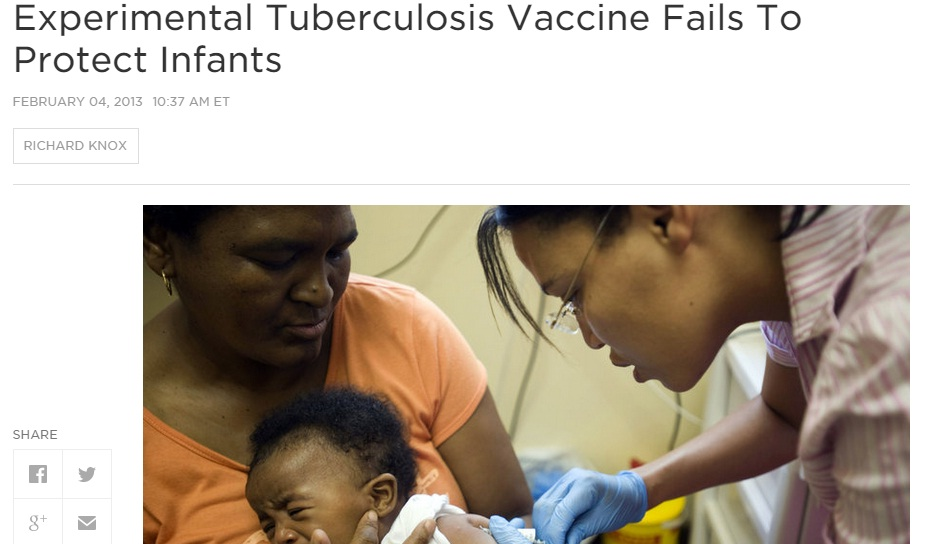 Experimental Tuberculosis Vaccine Fails To
Protect Infants
FEBRUARY 04, 2013 10:37 AM ET
RICHARD KNOX
SHARE
g+